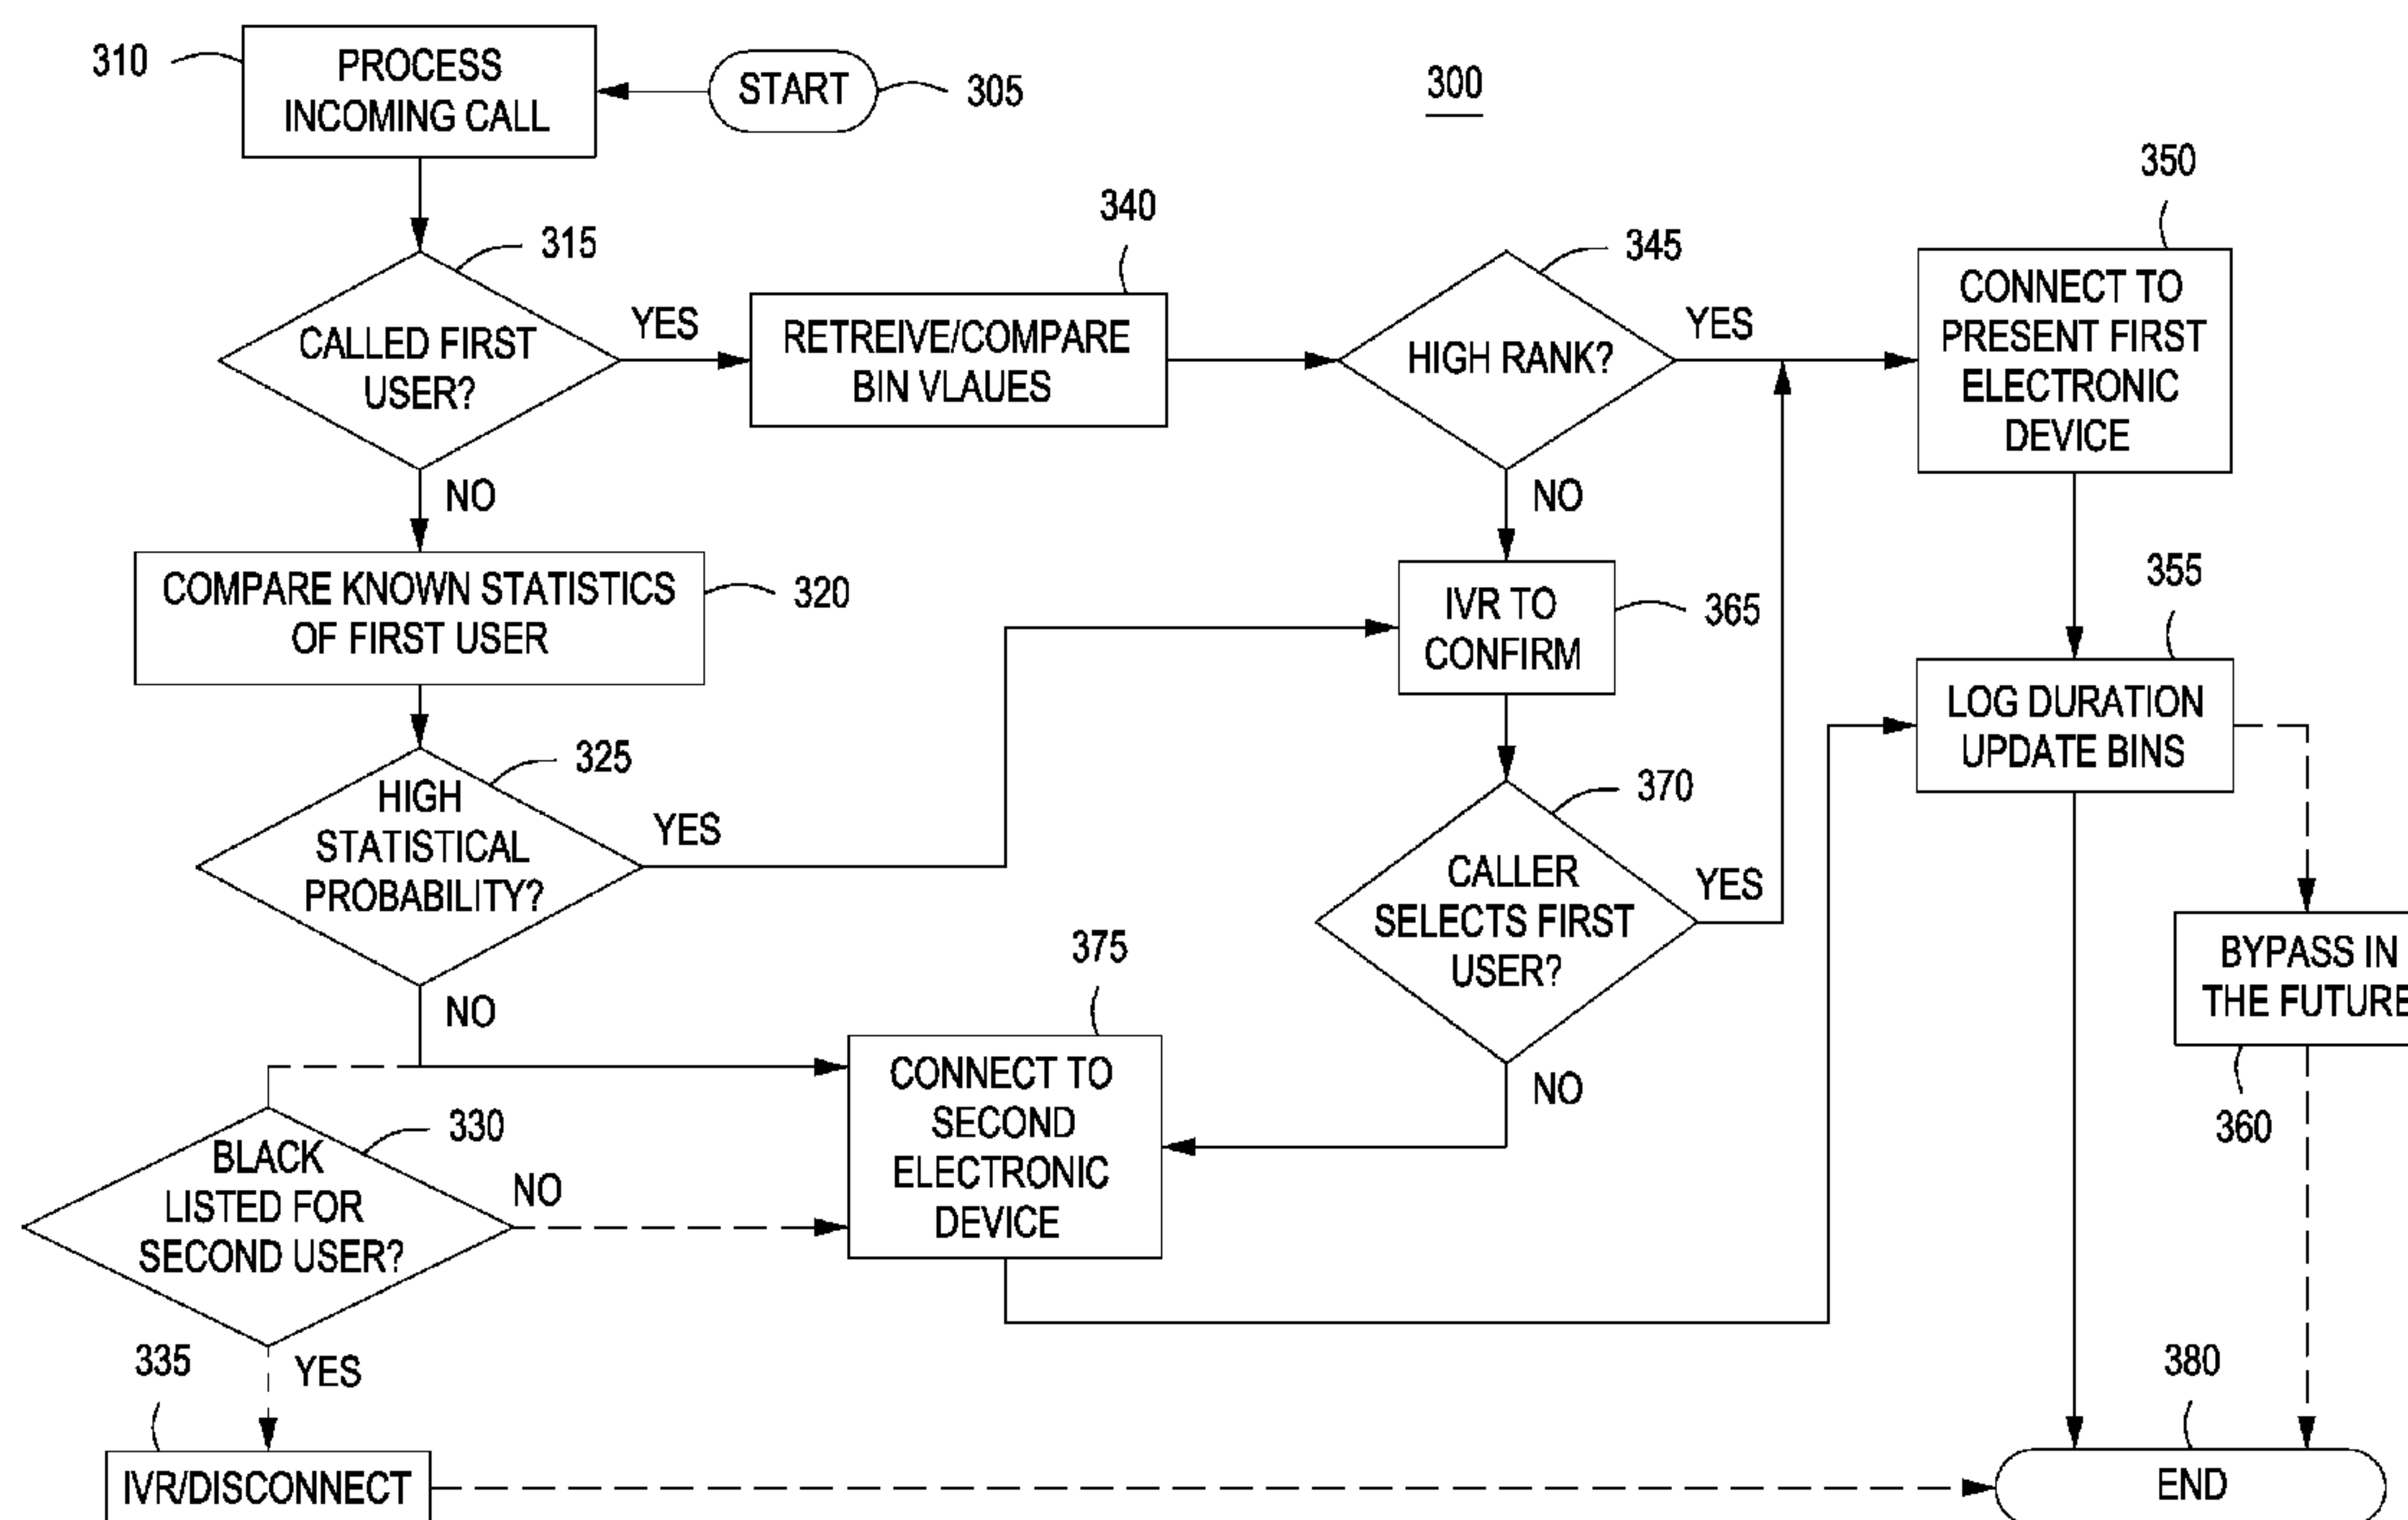 310
PROCESS
INCOMING CALL
START
305
300
315
CALLED FIRST
USER?
YES
NO
340
RETREIVE/COMPARE
BIN VLAUES
345
HIGH RANK?
YES
NO
350
CONNECT TO
PRESENT FIRST
ELECTRONIC
DEVICE
COMPARE KNOWN STATISTICS
OF FIRST USER
320
IVR TO
CONFIRM
365
355
LOG DURATION
UPDATE BINS
325
HIGH
STATISTICAL
PROBABILITY?
YES
NO
370
CALLER
SELECTS FIRST
USER?
YES
NO
BYPASS IN
THE FUTURE
360
375
CONNECT TO
SECOND
ELECTRONIC
DEVICE
330
BLACK
LISTED FOR
SECOND USER?
NO
YES
335
IVR/DISCONNECT
380
END